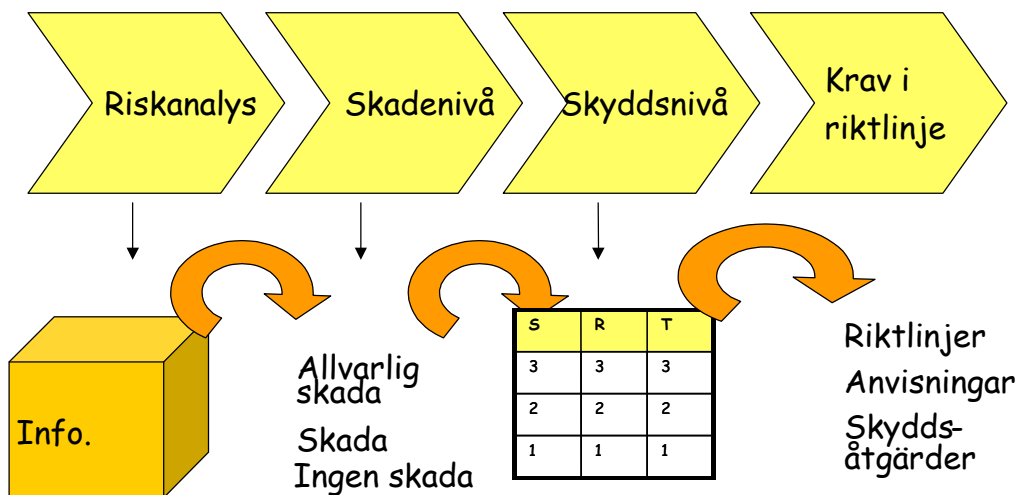 Riskanalys
Skadenivå
Skyddsnivå
Krav i
riktlinje
Info.
Allvarlig
skada
Skada
Ingen skada
S R T
3 3 3
2 2 2
1 1 1
Riktlinjer
Anvisningar
Skydds-
åtgärder